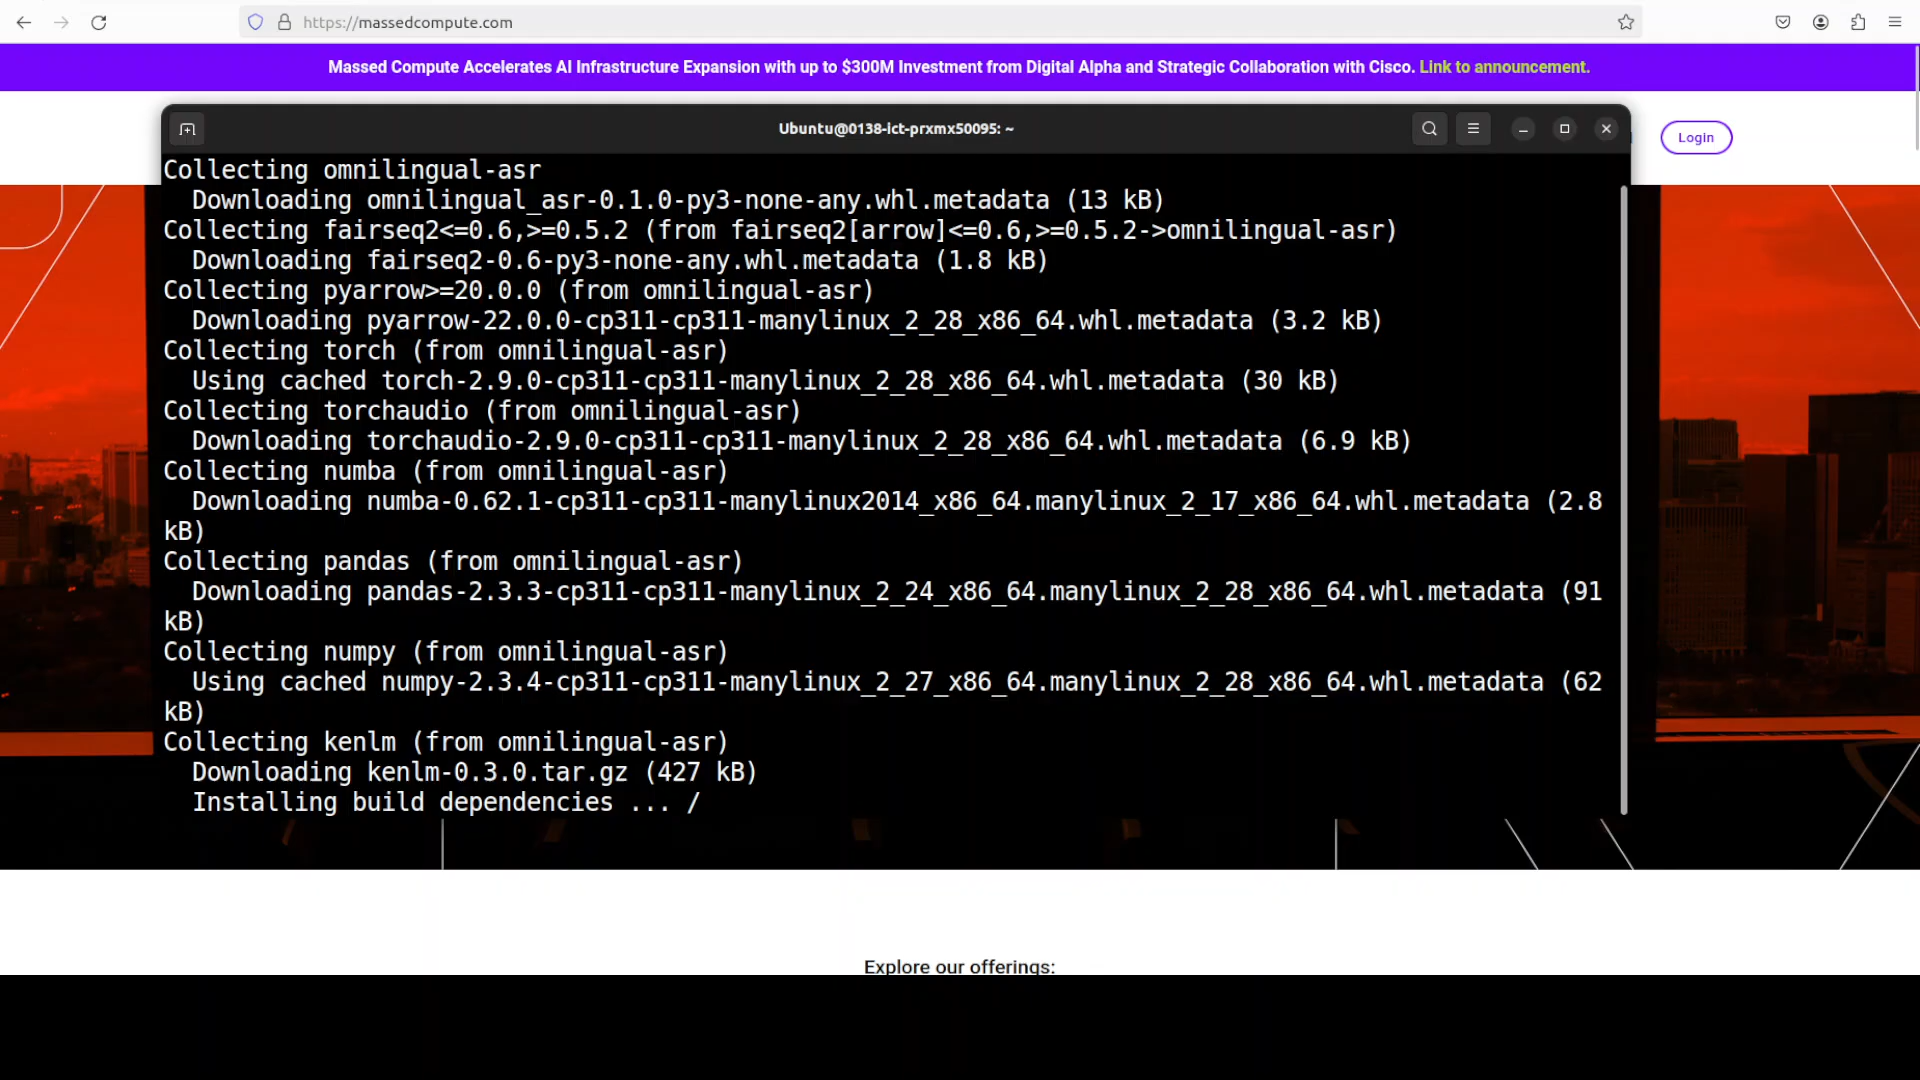 https://massedcompute.com
Massed Compute Accelerates AI Infrastructure Expansion with up to $300M Investment from Digital Alpha and Strategic Collaboration with Cisco. Link to announcement.
Ubuntu@0138-ict-prxmx50095: ~
Login
Collecting omnilingual-asr
Downloading omnilingual_asr-0.1.0-py3-none-any.whl.metadata (13 kB)
Collecting fairseq2<=0.6,>=0.5.2 (from fairseq2[arrow]<=0.6,>=0.5.2->omnilingual-asr)
Downloading fairseq2-0.6-py3-none-any.whl.metadata (1.8 kB)
Collecting pyarrow>=20.0.0 (from omnilingual-asr)
Downloading pyarrow-22.0.0-cp311-cp311-manylinux_2_28_x86_64.whl.metadata (3.2 kB)
Collecting torch (from omnilingual-asr)
Using cached torch-2.9.0-cp311-cp311-manylinux_2_28_x86_64.whl.metadata (30 kB)
Collecting torchaudio (from omnilingual-asr)
Downloading torchaudio-2.9.0-cp311-cp311-manylinux_2_28_x86_64.whl.metadata (6.9 kB)
Collecting numba (from omnilingual-asr)
Downloading numba-0.62.1-cp311-cp311-manylinux2014_x86_64.manylinux_2_17_x86_64.whl.metadata (2.8
kB)
Collecting pandas (from omnilingual-asr)
Downloading pandas-2.3.3-cp311-cp311-manylinux_2_24_x86_64.manylinux_2_28_x86_64.whl.metadata (91
kB)
Collecting numpy (from omnilingual-asr)
Using cached numpy-2.3.4-cp311-cp311-manylinux_2_27_x86_64.manylinux_2_28_x86_64.whl.metadata (62
kB)
Collecting kenlm (from omnilingual-asr)
Downloading kenlm-0.3.0.tar.gz (427 kB)
Installing build dependencies ... /
Explore our offerings: